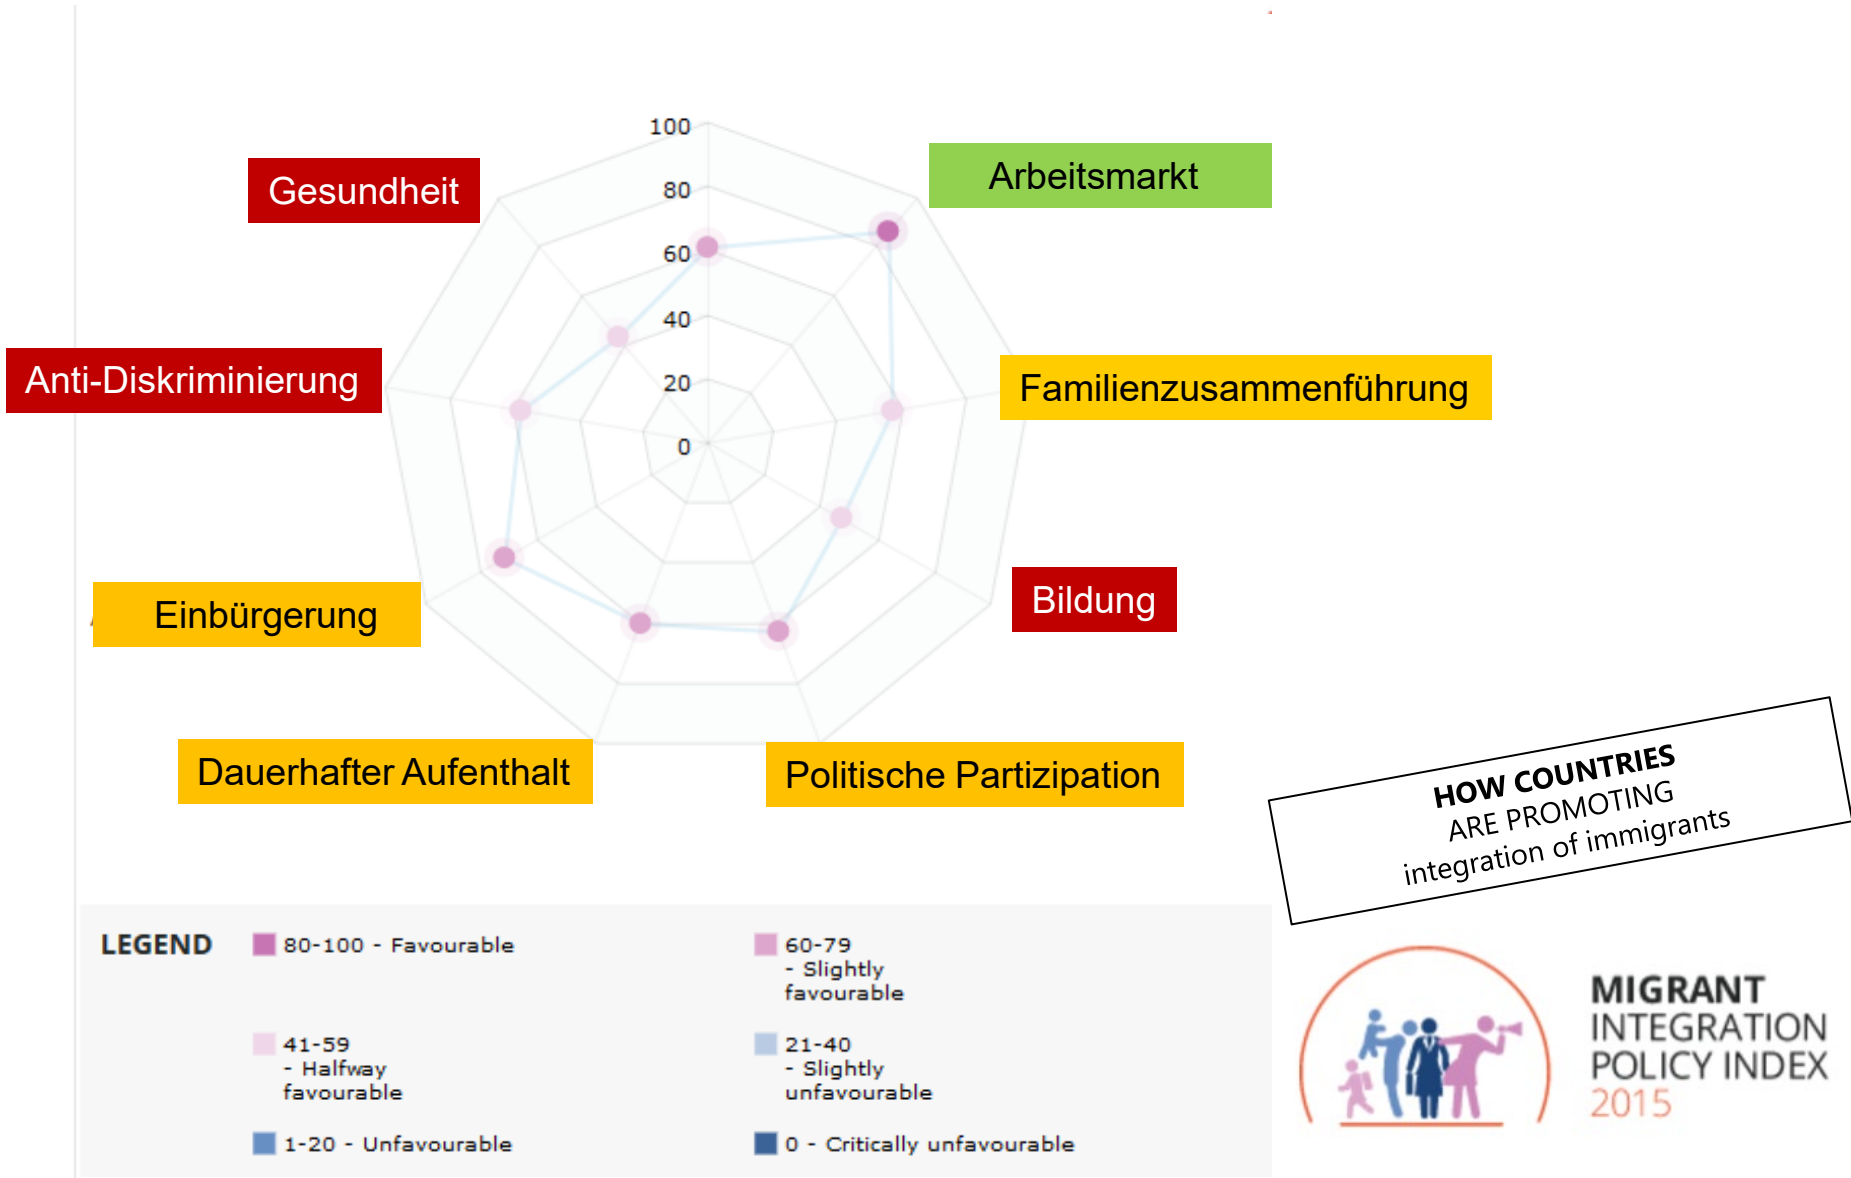 100
80
60
40
20
0
Gesundheit
Arbeitsmarkt
Anti-Diskriminierung
Familienzusammenführung
Einbürgerung
Bildung
Dauerhafter Aufenthalt
Politische Partizipation
HOW COUNTRIES
ARE PROMOTING
integration of immigrants
LEGEND
80-100 - Favourable
60-79
- Slightly
favourable
41-59
- Halfway
favourable
21-40
- Slightly
unfavourable
1-20 - Unfavourable
0 - Critically unfavourable
MIGRANT
INTEGRATION
POLICY INDEX
2015